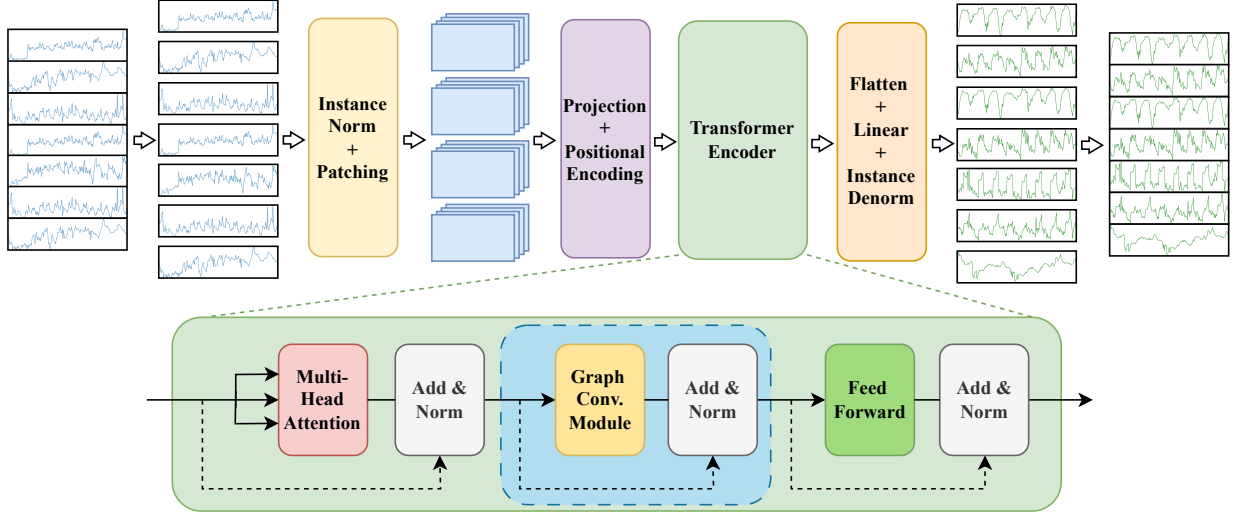 Instance
Norm
+
Patching
Projection
+
Positional
Encoding
Transformer
Encoder
Flatten
+
Linear
+
Instance
Denorm
Multi-
Head
Attention
Add &
Norm
Graph
Conv.
Module
Add &
Norm
Feed
Forward
Add &
Norm